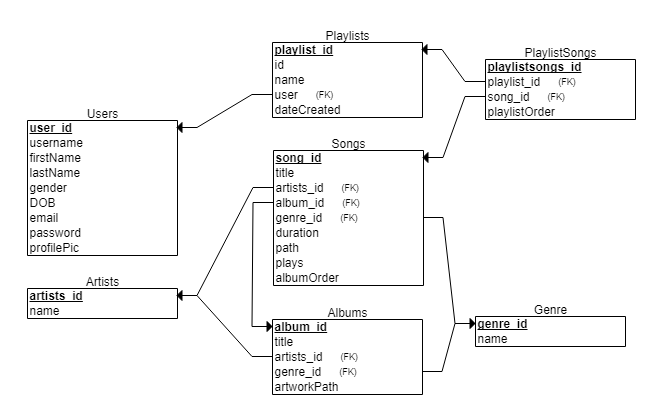 Playlists
playlist_id
id
name
user (FK)
dateCreated
PlaylistSongs
playlistsongs_id
playlist_id (FK)
song_id (FK)
playlistOrder
Users
user_id
username
firstName
lastName
gender
DOB
email
password
profilePic
Songs
song_id
title
artists_id (FK)
album_id (FK)
genre_id (FK)
duration
path
plays
albumOrder
Artists
artists_id
name
Albums
album_id
title
artists_id (FK)
genre_id (FK)
artworkPath
Genre
genre_id
name